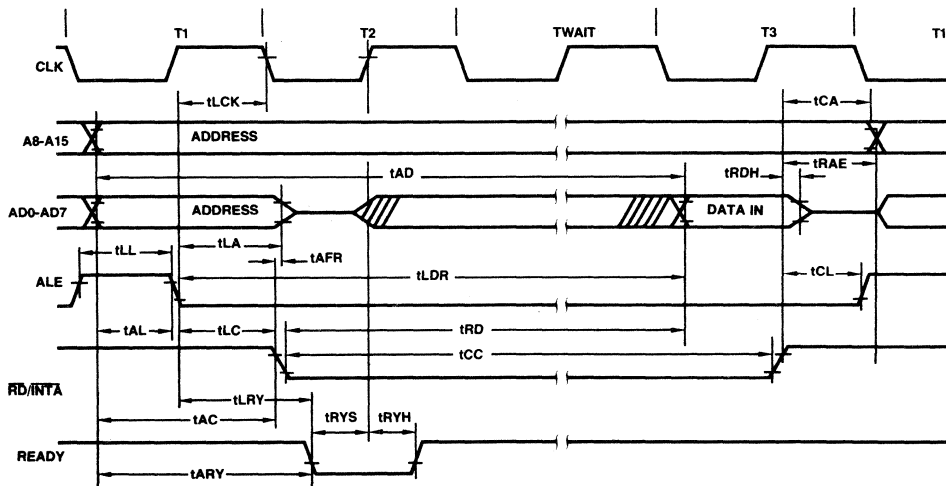 T1 T2 TWAIT T3 T1
CLK
tLCK tCA
A8-A15 ADDRESS
tAD tRDH tRAE
AD0-AD7 ADDRESS DATA IN
tLL tLA tAFR
ALE tLDR tCL
tAL tLC tRD
tCC
RD/INTA
tLRY
tAC tRYS tRYH
READY
tARY